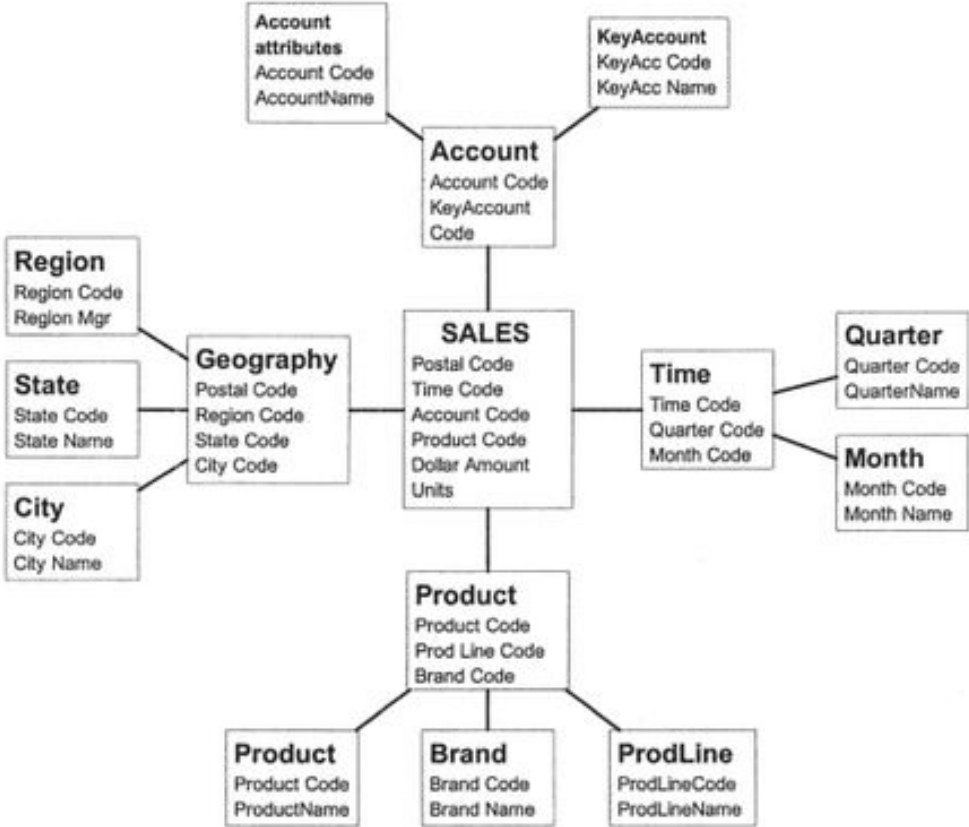 Account
attributes
Account Code
AccountName
KeyAccount
KeyAcc Code
KeyAcc Name
Account
Account Code
KeyAccount
Code
Region
Region Code
Region Mgr
State
State Code
State Name
City
City Code
City Name
Geography
Postal Code
Region Code
State Code
City Code
SALES
Postal Code
Time Code
Account Code
Product Code
Dollar Amount
Units
Time
Time Code
Quarter Code
Month Code
Quarter
Quarter Code
QuarterName
Month
Month Code
Month Name
Product
Product Code
Prod Line Code
Brand Code
Product
Product Code
ProductName
Brand
Brand Code
Brand Name
ProdLine
ProdLineCode
ProdLineName